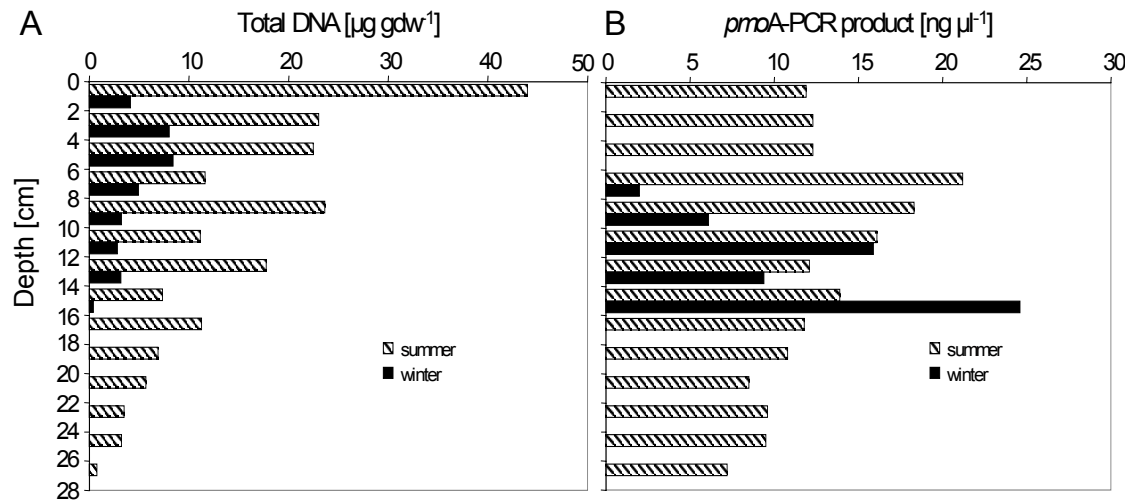 A Total DNA [µg gdw-1]
0 10 20 30 40 50
B pmoA-PCR product [ng µl-1]
0 5 10 15 20 25 30
Depth [cm]
0
2
4
6
8
10
12
14
16
18
20
22
24
26
28
summer
winter
summer
winter